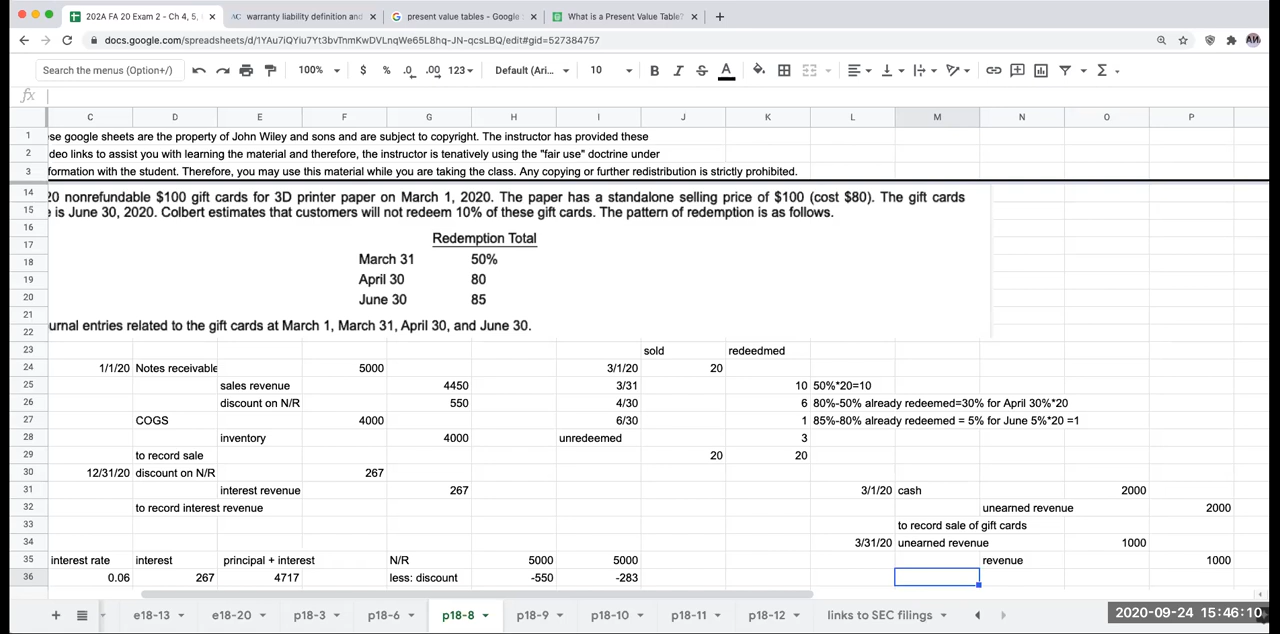 202A FA 20 Exam 2 - Ch 4, 5, × AC warranty liability definition and × present value tables - Google × What is a Present Value Table? × +
docs.google.com/spreadsheets/d/1YAu7iQYiu7Yt3bvTnmKwDVLnqWe65L8hq-JN-qcsLBQ/edit#gid=527384757
Search the menus (Option+/) 100% $ % .0 .00 123 Default (Ari... 10 B I S A Σ
fx
C D E F G H I J K L M N O P
1 se google sheets are the property of John Wiley and sons and are subject to copyright. The instructor has provided these
2 deo links to assist you with learning the material and therefore, the instructor is tenatively using the "fair use" doctrine under
3 formation with the student. Therefore, you may use this material while you are taking the class. Any copying or further redistribution is strictly prohibited.
14 20 nonrefundable $100 gift cards for 3D printer paper on March 1, 2020. The paper has a standalone selling price of $100 (cost $80). The gift cards
15 e is June 30, 2020. Colbert estimates that customers will not redeem 10% of these gift cards. The pattern of redemption is as follows.
16
17 Redemption Total
18 March 31 50%
19 April 30 80
20 June 30 85
21
22 urnal entries related to the gift cards at March 1, March 31, April 30, and June 30.
23 sold redeedmed
24 1/1/20 Notes receivable 5000 3/1/20 20
25 sales revenue 4450 3/31 10 50%*20=10
26 discount on N/R 550 4/30 6 80%-50% already redeemed=30% for April 30%*20
27 COGS 4000 6/30 1 85%-80% already redeemed = 5% for June 5%*20 =1
28 inventory 4000 unredeemed 3
29 to record sale 20 20
30 12/31/20 discount on N/R 267
31 interest revenue 267 3/1/20 cash 2000
32 to record interest revenue unearned revenue 2000
33 to record sale of gift cards
34 3/31/20 unearned revenue 1000
35 interest rate interest principal + interest N/R 5000 5000 revenue 1000
36 0.06 267 4717 less: discount -550 -283
+ e18-13 e18-20 p18-3 p18-6 p18-8 p18-9 p18-10 p18-11 p18-12 links to SEC filings
2020-09-24 15:46:10